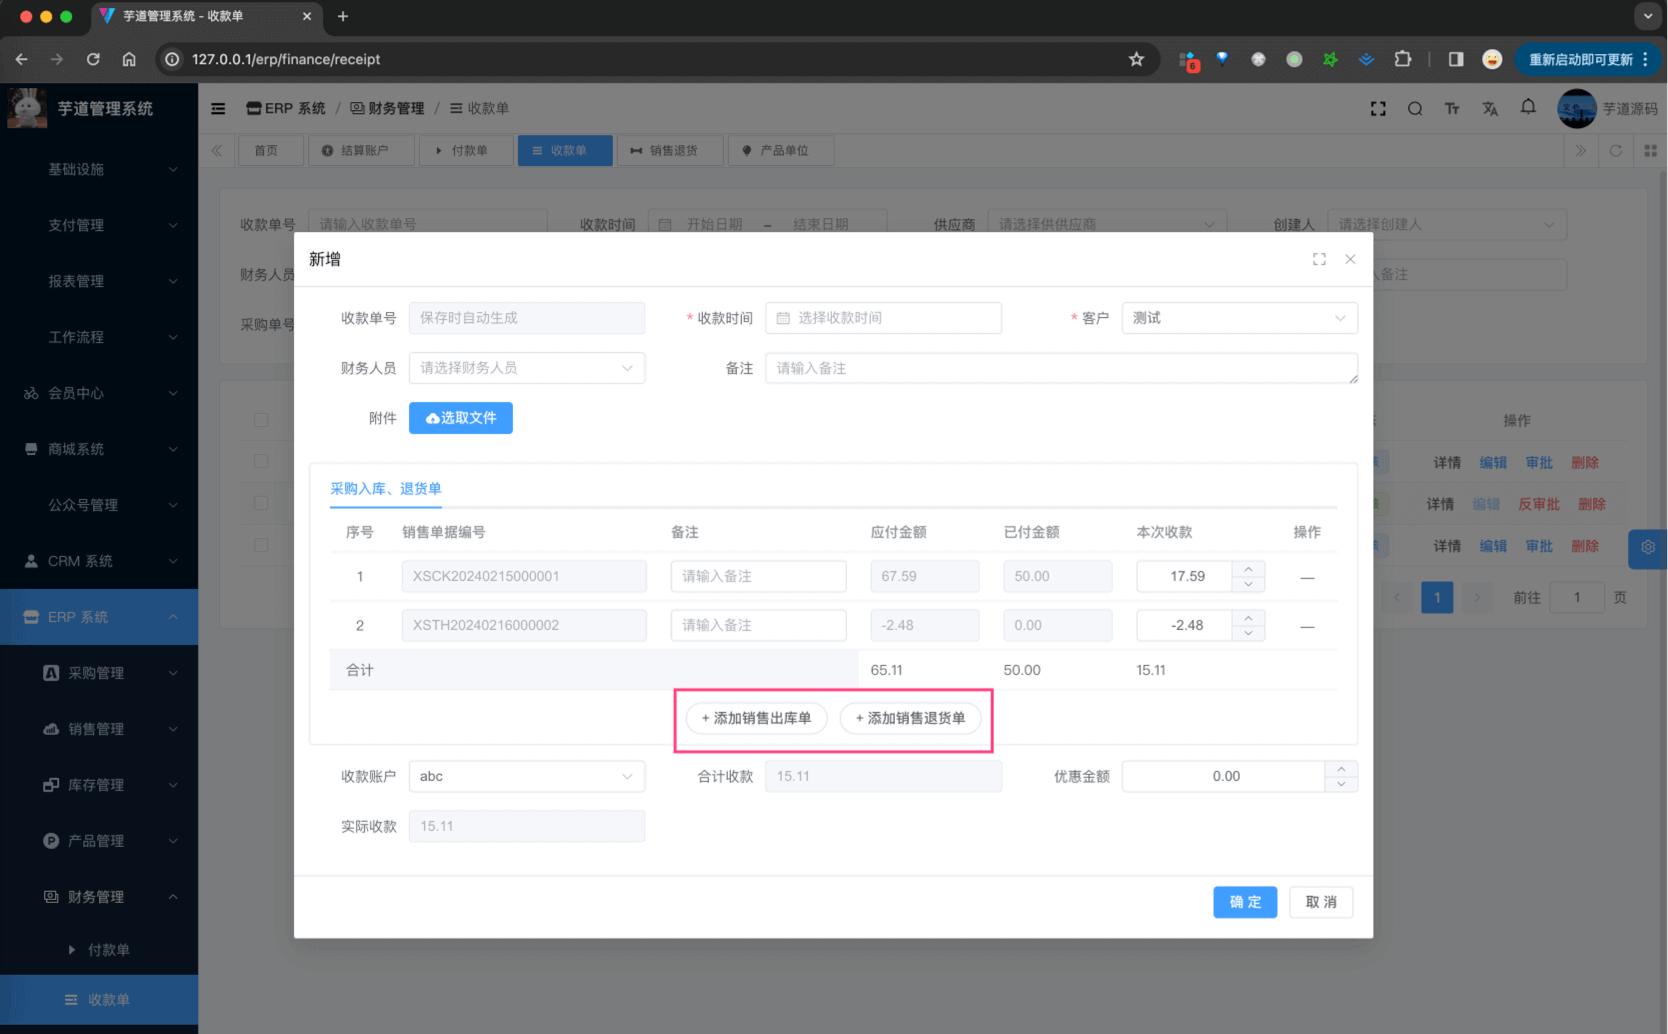 芋道管理系统 - 收款单
127.0.0.1/erp/finance/receipt
6
重新启动即可更新
芋道管理系统
ERP 系统 / 财务管理 / 收款单
芋道源码
首页 结算账户 付款单 收款单 销售退货 产品单位
基础设施
支付管理
报表管理
工作流程
会员中心
商城系统
公众号管理
CRM 系统
ERP 系统
采购管理
销售管理
库存管理
产品管理
财务管理
付款单
收款单
收款单号 请输入收款单号 收款时间 开始日期 - 结束日期 供应商 请选择供供应商 创建人 请选择创建人
财务人员 备注
采购单号
新增
收款单号 保存时自动生成 * 收款时间 选择收款时间 * 客户 测试
财务人员 请选择财务人员 备注 请输入备注
附件 选取文件
采购入库、退货单
序号 销售单据编号 备注 应付金额 已付金额 本次收款 操作
1 XSCK20240215000001 请输入备注 67.59 50.00 17.59 —
2 XSTH20240216000002 请输入备注 -2.48 0.00 -2.48 —
合计 65.11 50.00 15.11
+ 添加销售出库单 + 添加销售退货单
收款账户 abc 合计收款 15.11 优惠金额 0.00
实际收款 15.11
确 定 取 消
操作
详情 编辑 审批 删除
详情 编辑 反审批 删除
详情 编辑 审批 删除
1 前往 1 页